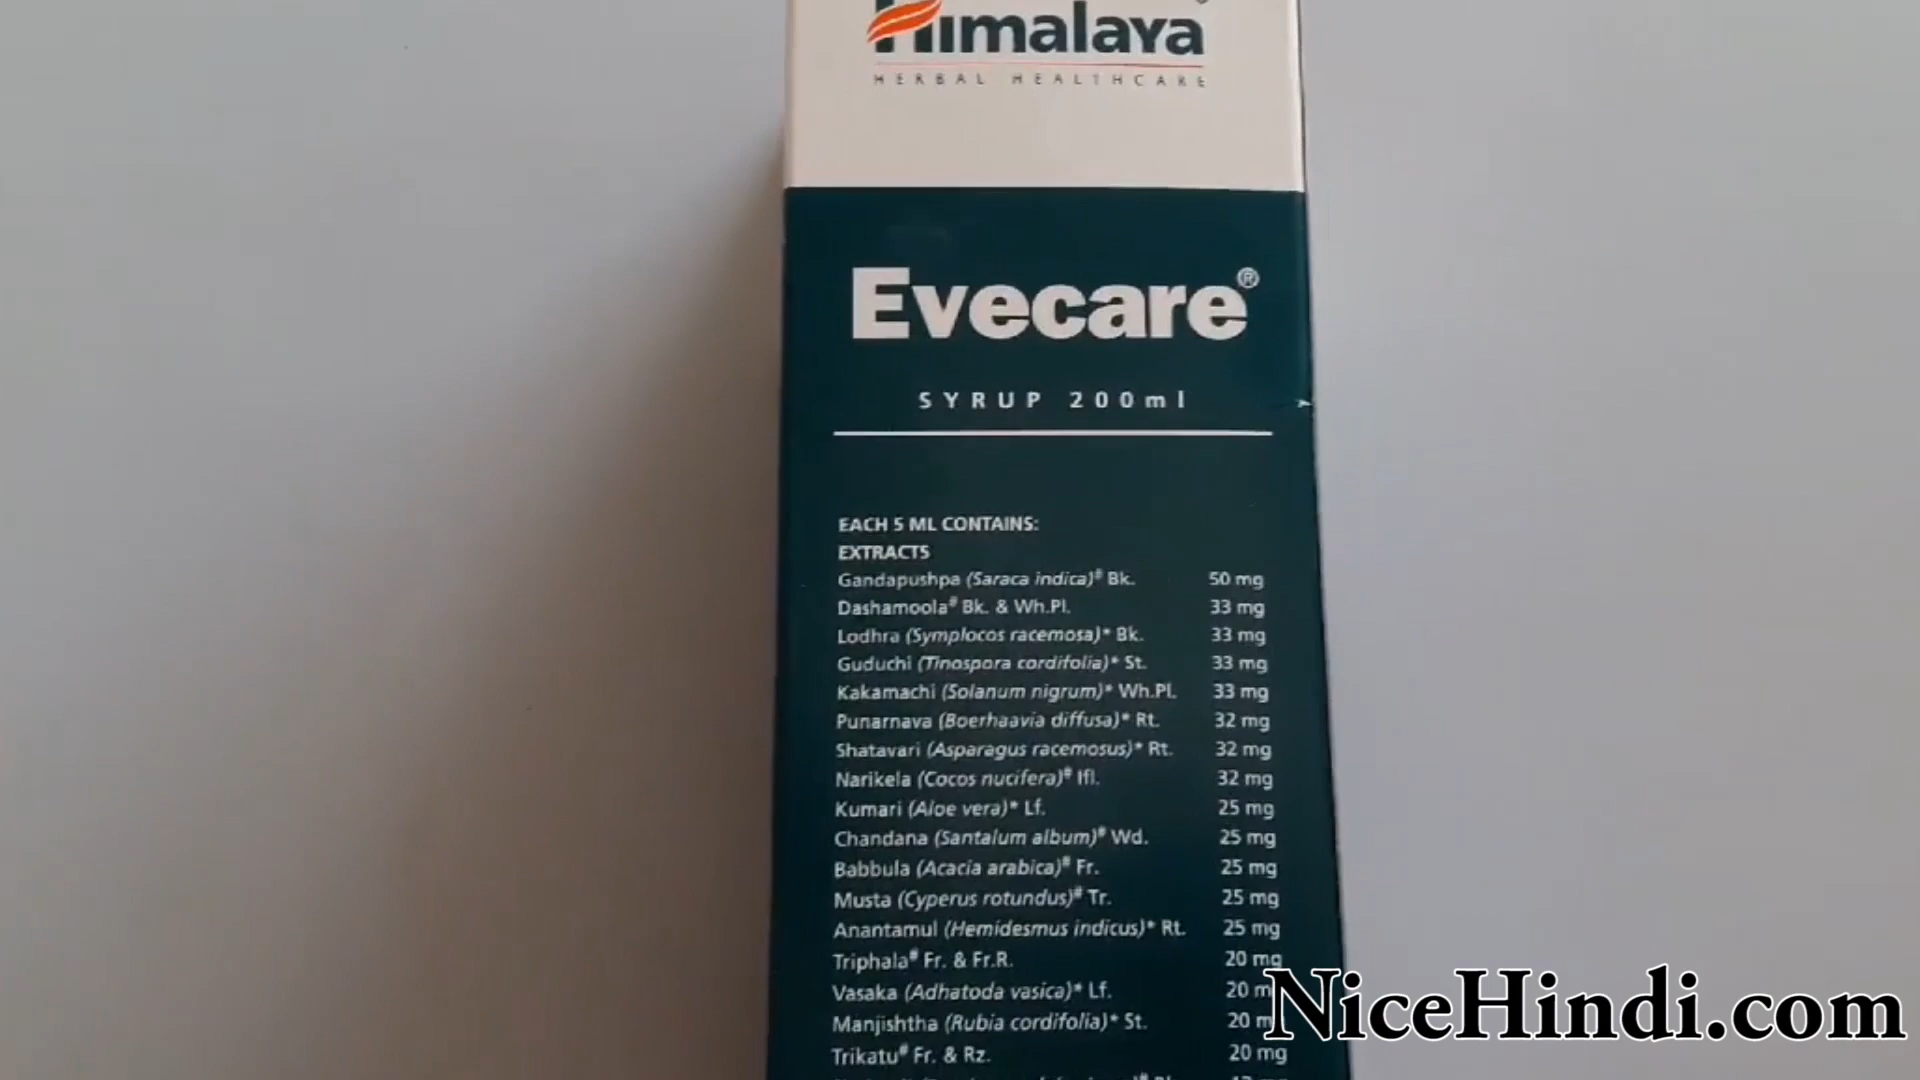 Himalaya
HERBAL HEALTHCARE
Evecare®
SYRUP 200ml
EACH 5 ML CONTAINS:
EXTRACTS
Gandapushpa (Saraca indica)# Bk. 50 mg
Dashamoola# Bk. & Wh.Pl. 33 mg
Lodhra (Symplocos racemosa)* Bk. 33 mg
Guduchi (Tinospora cordifolia)* St. 33 mg
Kakamachi (Solanum nigrum)* Wh.Pl. 33 mg
Punarnava (Boerhaavia diffusa)* Rt. 32 mg
Shatavari (Asparagus racemosus)* Rt. 32 mg
Narikela (Cocos nucifera)# Ifl. 32 mg
Kumari (Aloe vera)* Lf. 25 mg
Chandana (Santalum album)# Wd. 25 mg
Babbula (Acacia arabica)# Fr. 25 mg
Musta (Cyperus rotundus)# Tr. 25 mg
Anantamul (Hemidesmus indicus)* Rt. 25 mg
Triphala# Fr. & Fr.R. 20 mg
Vasaka (Adhatoda vasica)* Lf. 20 m
Manjishtha (Rubia cordifolia)* St. 20 m
Trikatu# Fr. & Rz. 20 mg
NiceHindi.com